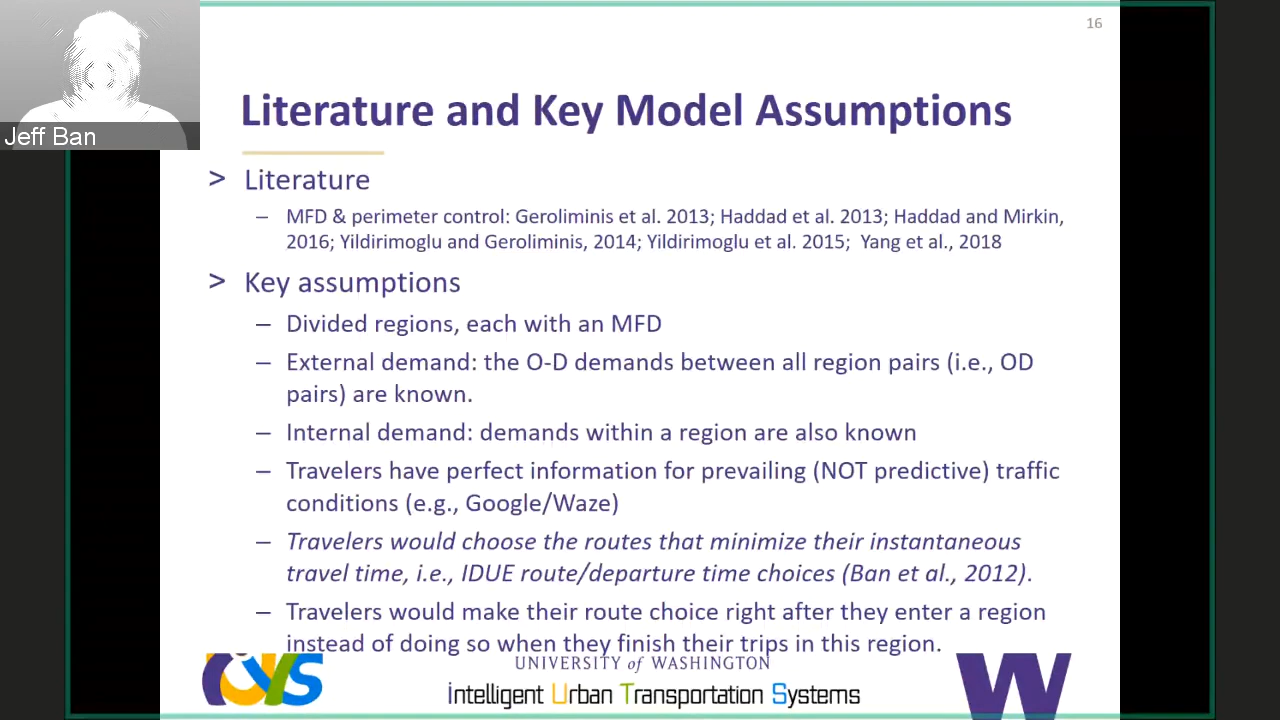 16
Jeff Ban
Literature and Key Model Assumptions
> Literature
– MFD & perimeter control: Geroliminis et al. 2013; Haddad et al. 2013; Haddad and Mirkin,
2016; Yildirimoglu and Geroliminis, 2014; Yildirimoglu et al. 2015; Yang et al., 2018
> Key assumptions
– Divided regions, each with an MFD
– External demand: the O-D demands between all region pairs (i.e., OD
pairs) are known.
– Internal demand: demands within a region are also known
– Travelers have perfect information for prevailing (NOT predictive) traffic
conditions (e.g., Google/Waze)
– Travelers would choose the routes that minimize their instantaneous
travel time, i.e., IDUE route/departure time choices (Ban et al., 2012).
– Travelers would make their route choice right after they enter a region
instead of doing so when they finish their trips in this region.
UNIVERSITY of WASHINGTON
intelligent Urban Transportation Systems
W